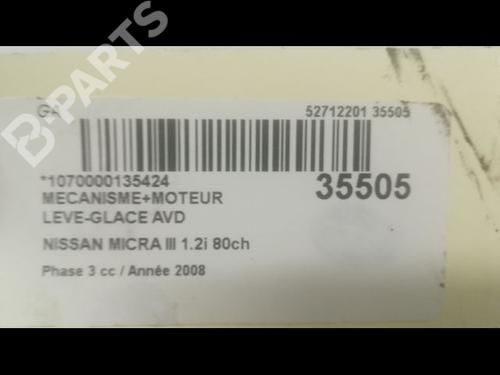 B-PARTS
52712201 35505
*1070000135424
35505
MECANISME+MOTEUR
LEVE-GLACE AVD
NISSAN MICRA III 1.2i 80ch
Phase 3 cc / Année 2008